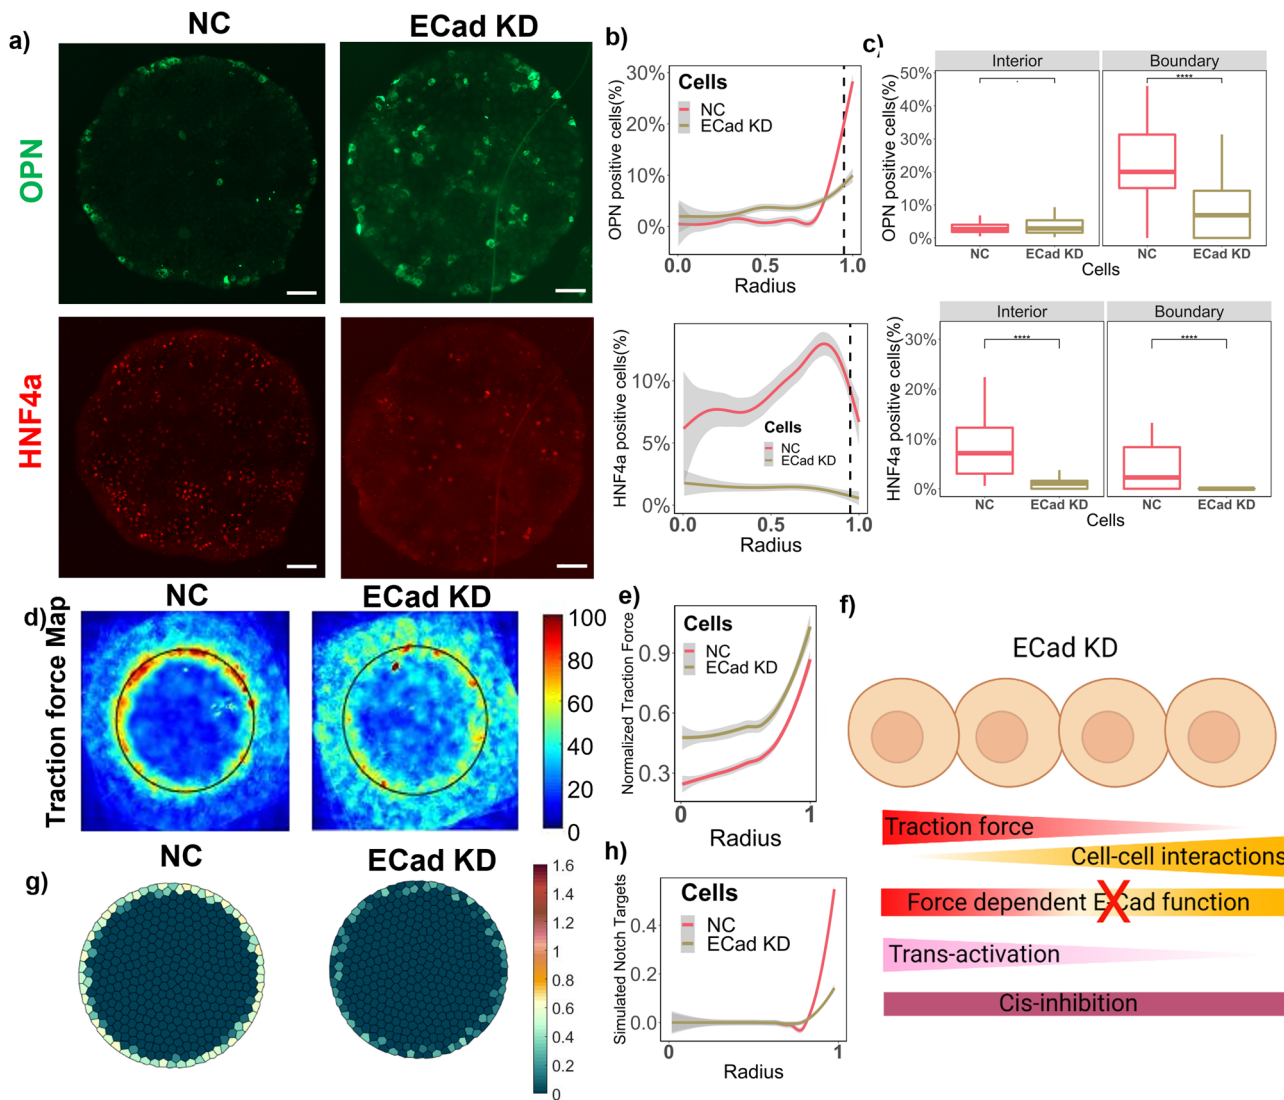 a)
NC
ECad KD
OPN
HNF4a
b)
OPN positive cells(%)
30%
20%
10%
0%
Cells
NC
ECad KD
0.0
0.5
1.0
Radius
HNF4a positive cells(%)
10%
5%
0%
Cells
NC
ECad KD
0.0
0.5
1.0
Radius
c)
Interior
Boundary
OPN positive cells(%)
50%
40%
30%
20%
10%
0%
****
NC
ECad KD
NC
ECad KD
Cells
Interior
Boundary
HNF4a positive cells(%)
30%
20%
10%
0%
****
****
NC
ECad KD
NC
ECad KD
Cells
d)
Traction force Map
NC
ECad KD
100
80
60
40
20
0
e)
Normalized Traction Force
0.9
0.6
0.3
Cells
NC
ECad KD
0
1
Radius
f)
ECad KD
Traction force
Cell-cell interactions
Force dependent E-Cad function
Trans-activation
Cis-inhibition
g)
NC
ECad KD
1.6
1.4
1.2
1
0.8
0.6
0.4
0.2
0
h)
Simulated Notch Targets
0.4
0.2
0.0
Cells
NC
ECad KD
0
1
Radius